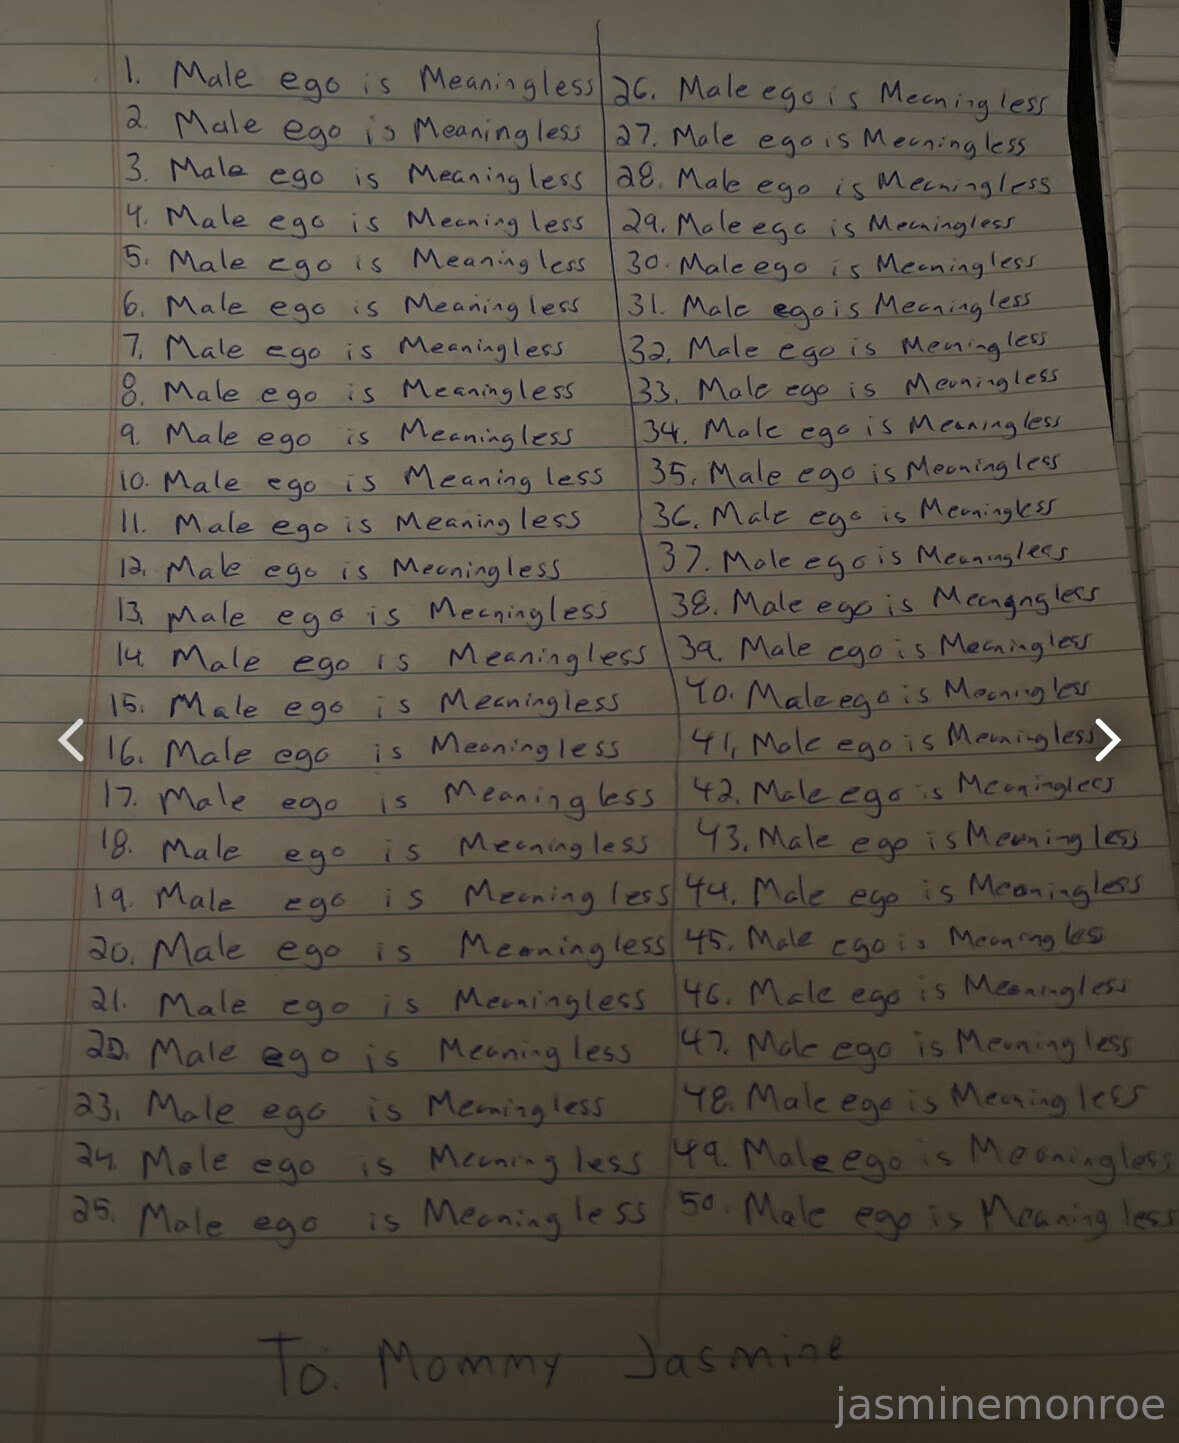 1. Male ego is Meaningless
2. Male ego is Meaningless
3. Male ego is Meaningless
4. Male ego is Meaningless
5. Male ego is Meaningless
6. Male ego is Meaningless
7. Male ego is Meaningless
8. Male ego is Meaningless
9. Male ego is Meaningless
10. Male ego is Meaningless
11. Male ego is Meaningless
12. Male ego is Meaningless
13. Male ego is Meaningless
14. Male ego is Meaningless
15. Male ego is Meaningless
16. Male ego is Meaningless
17. Male ego is Meaningless
18. Male ego is Meaningless
19. Male ego is Meaningless
20. Male ego is Meaningless
21. Male ego is Meaningless
22. Male ego is Meaningless
23. Male ego is Meaningless
24. Male ego is Meaningless
25. Male ego is Meaningless
26. Male ego is Meaningless
27. Male ego is Meaningless
28. Male ego is Meaningless
29. Male ego is Meaningless
30. Male ego is Meaningless
31. Male ego is Meaningless
32. Male ego is Meaningless
33. Male ego is Meaningless
34. Male ego is Meaningless
35. Male ego is Meaningless
36. Male ego is Meaningless
37. Male ego is Meaningless
38. Male ego is Meangngless
39. Male ego is Meaningless
40. Male ego is Meaningless
41, Male ego is Meaningless
42. Male ego is Meaningless
43. Male ego is Meaningless
44. Male ego is Meaningless
45. Male ego is Meaningless
46. Male ego is Meaningless
47. Male ego is Meaningless
48. Male ego is Meaningless
49. Male ego is Meaningless
50. Male ego is Meaningless
To: Mommy Jasmine
jasminemonroe